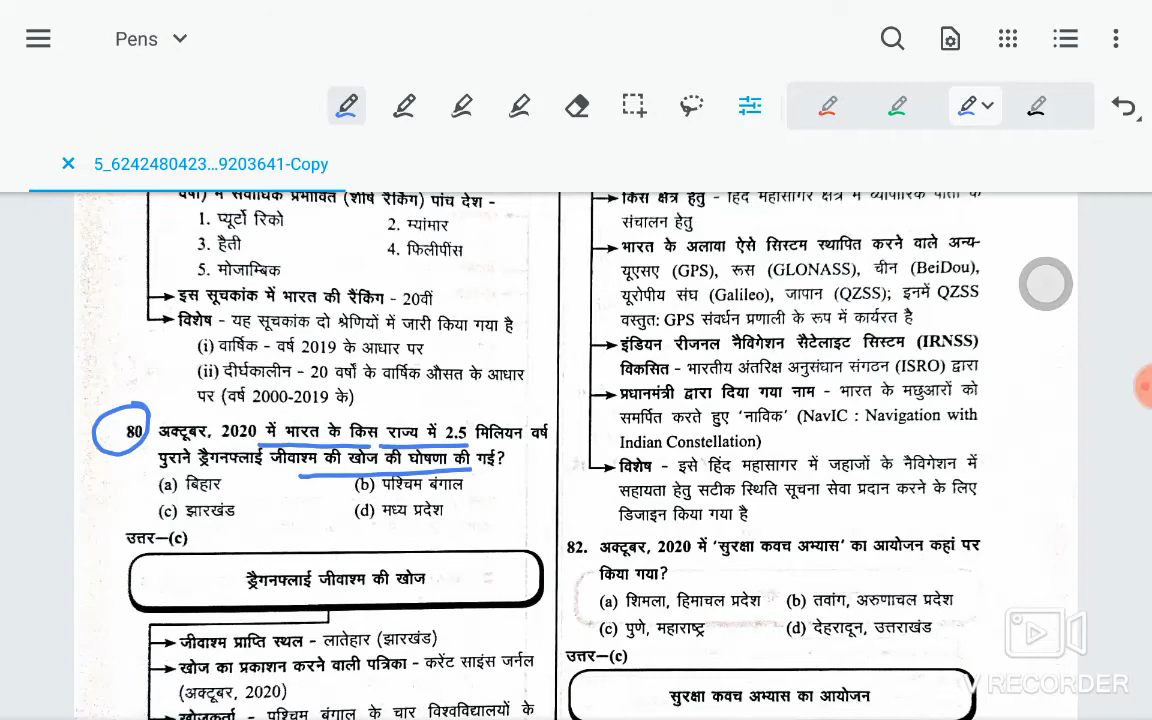 Pens
5_6242480423...9203641-Copy
वर्षों) में सर्वाधिक प्रभावित (शीर्ष रैंकिंग) पांच देश -
1. प्यूर्टो रिको 2. म्यांमार
3. हैती 4. फिलीपींस
5. मोजाम्बिक
इस सूचकांक में भारत की रैंकिंग - 20वीं
विशेष - यह सूचकांक दो श्रेणियों में जारी किया गया है
(i) वार्षिक - वर्ष 2019 के आधार पर
(ii) दीर्घकालीन - 20 वर्षों के वार्षिक औसत के आधार
पर (वर्ष 2000-2019 के)
80 अक्टूबर, 2020 में भारत के किस राज्य में 2.5 मिलियन वर्ष
पुराने ड्रैगनफ्लाई जीवाश्म की खोज की घोषणा की गई?
(a) बिहार (b) पश्चिम बंगाल
(c) झारखंड (d) मध्य प्रदेश
उत्तर–(c)
ड्रैगनफ्लाई जीवाश्म की खोज
जीवाश्म प्राप्ति स्थल - लातेहार (झारखंड)
खोज का प्रकाशन करने वाली पत्रिका - करेंट साइंस जर्नल
(अक्टूबर, 2020)
खोजकर्ता - पश्चिम बंगाल के चार विश्वविद्यालयों के
किस क्षेत्र हेतु - हिंद महासागर क्षेत्र में व्यापारिक पोतों के
संचालन हेतु
भारत के अलावा ऐसे सिस्टम स्थापित करने वाले अन्य-
यूएसए (GPS), रूस (GLONASS), चीन (BeiDou),
यूरोपीय संघ (Galileo), जापान (QZSS); इनमें QZSS
वस्तुत: GPS संवर्धन प्रणाली के रूप में कार्यरत है
इंडियन रीजनल नैविगेशन सैटेलाइट सिस्टम (IRNSS)
विकसित - भारतीय अंतरिक्ष अनुसंधान संगठन (ISRO) द्वारा
प्रधानमंत्री द्वारा दिया गया नाम - भारत के मछुआरों को
समर्पित करते हुए 'नाविक' (NavIC : Navigation with
Indian Constellation)
विशेष - इसे हिंद महासागर में जहाजों के नैविगेशन में
सहायता हेतु सटीक स्थिति सूचना सेवा प्रदान करने के लिए
डिजाइन किया गया है
82. अक्टूबर, 2020 में 'सुरक्षा कवच अभ्यास' का आयोजन कहां पर
किया गया?
(a) शिमला, हिमाचल प्रदेश (b) तवांग, अरुणाचल प्रदेश
(c) पुणे, महाराष्ट्र (d) देहरादून, उत्तराखंड
उत्तर–(c)
सुरक्षा कवच अभ्यास का आयोजन
V RECORDER